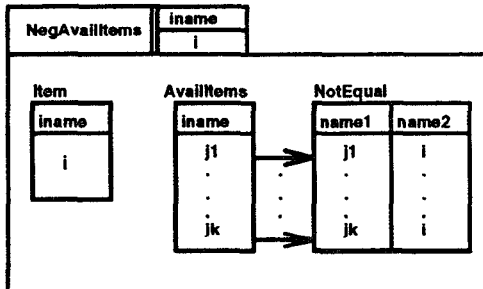 NegAvailItems iname
i
Item AvailItems NotEqual
iname iname name1 name2
i j1 j1 i
. . . .
. . . .
. . . .
jk jk i